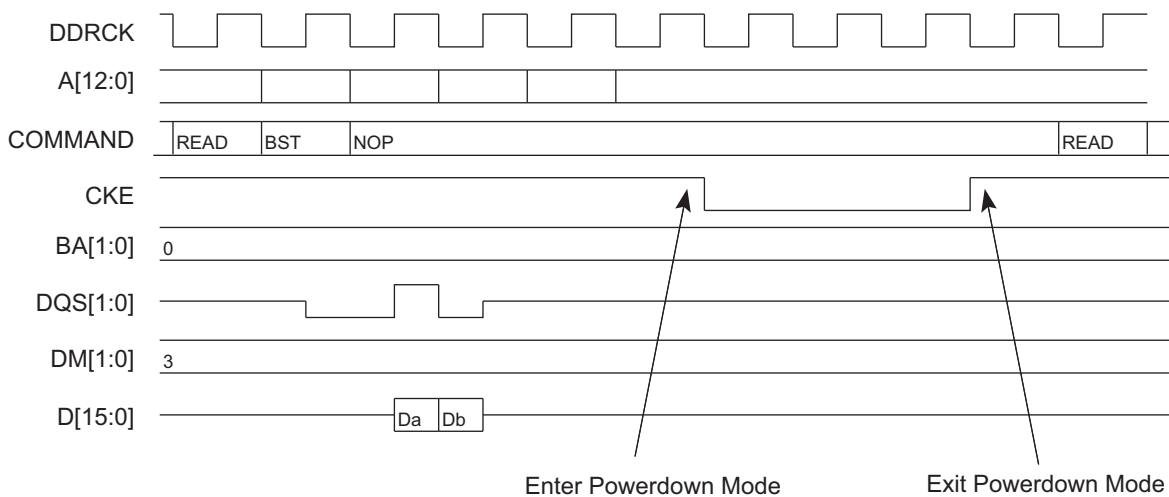 DDRCK
A[12:0]
COMMAND READ BST NOP READ
CKE
BA[1:0] 0
DQS[1:0]
DM[1:0] 3
D[15:0] Da Db
Enter Powerdown Mode Exit Powerdown Mode